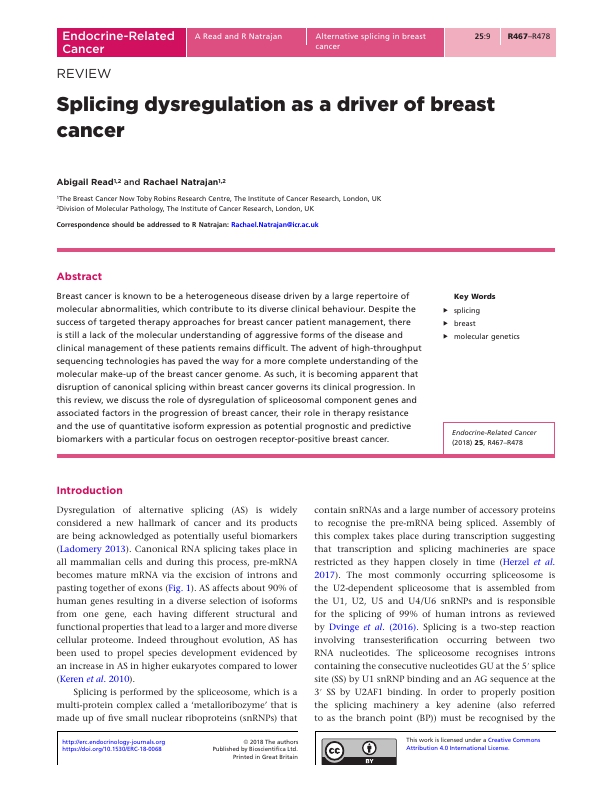 Endocrine-Related
Cancer
A Read and R Natrajan
Alternative splicing in breast
cancer
25:9
R467–R478
REVIEW
Splicing dysregulation as a driver of breast
cancer
Abigail Read1,2 and Rachael Natrajan1,2
1The Breast Cancer Now Toby Robins Research Centre, The Institute of Cancer Research, London, UK
2Division of Molecular Pathology, The Institute of Cancer Research, London, UK
Correspondence should be addressed to R Natrajan: Rachael.Natrajan@icr.ac.uk
Abstract
Breast cancer is known to be a heterogeneous disease driven by a large repertoire of
molecular abnormalities, which contribute to its diverse clinical behaviour. Despite the
success of targeted therapy approaches for breast cancer patient management, there
is still a lack of the molecular understanding of aggressive forms of the disease and
clinical management of these patients remains difficult. The advent of high-throughput
sequencing technologies has paved the way for a more complete understanding of the
molecular make-up of the breast cancer genome. As such, it is becoming apparent that
disruption of canonical splicing within breast cancer governs its clinical progression. In
this review, we discuss the role of dysregulation of spliceosomal component genes and
associated factors in the progression of breast cancer, their role in therapy resistance
and the use of quantitative isoform expression as potential prognostic and predictive
biomarkers with a particular focus on oestrogen receptor-positive breast cancer.
Key Words
▶ splicing
▶ breast
▶ molecular genetics
Endocrine-Related Cancer
(2018) 25, R467–R478
Introduction
Dysregulation of alternative splicing (AS) is widely
considered a new hallmark of cancer and its products
are being acknowledged as potentially useful biomarkers
(Ladomery 2013). Canonical RNA splicing takes place in
all mammalian cells and during this process, pre-mRNA
becomes mature mRNA via the excision of introns and
pasting together of exons (Fig. 1). AS affects about 90% of
human genes resulting in a diverse selection of isoforms
from one gene, each having different structural and
functional properties that lead to a larger and more diverse
cellular proteome. Indeed throughout evolution, AS has
been used to propel species development evidenced by
an increase in AS in higher eukaryotes compared to lower
(Keren et al. 2010).
Splicing is performed by the spliceosome, which is a
multi-protein complex called a ‘metalloribozyme’ that is
made up of five small nuclear riboproteins (snRNPs) that
contain snRNAs and a large number of accessory proteins
to recognise the pre-mRNA being spliced. Assembly of
this complex takes place during transcription suggesting
that transcription and splicing machineries are space
restricted as they happen closely in time (Herzel et al.
2017). The most commonly occurring spliceosome is
the U2-dependent spliceosome that is assembled from
the U1, U2, U5 and U4/U6 snRNPs and is responsible
for the splicing of 99% of human introns as reviewed
by Dvinge et al. (2016). Splicing is a two-step reaction
involving transesterification occurring between two
RNA nucleotides. The spliceosome recognises introns
containing the consecutive nucleotides GU at the 5′ splice
site (SS) by U1 snRNP binding and an AG sequence at the
3′ SS by U2AF1 binding. In order to properly position
the splicing machinery a key adenine (also referred
to as the branch point (BP)) must be recognised by the
http://erc.endocrinology-journals.org
https://doi.org/10.1530/ERC-18-0068
© 2018 The authors
Published by Bioscientifica Ltd.
Printed in Great Britain
cc
BY
This work is licensed under a Creative Commons
Attribution 4.0 International License.